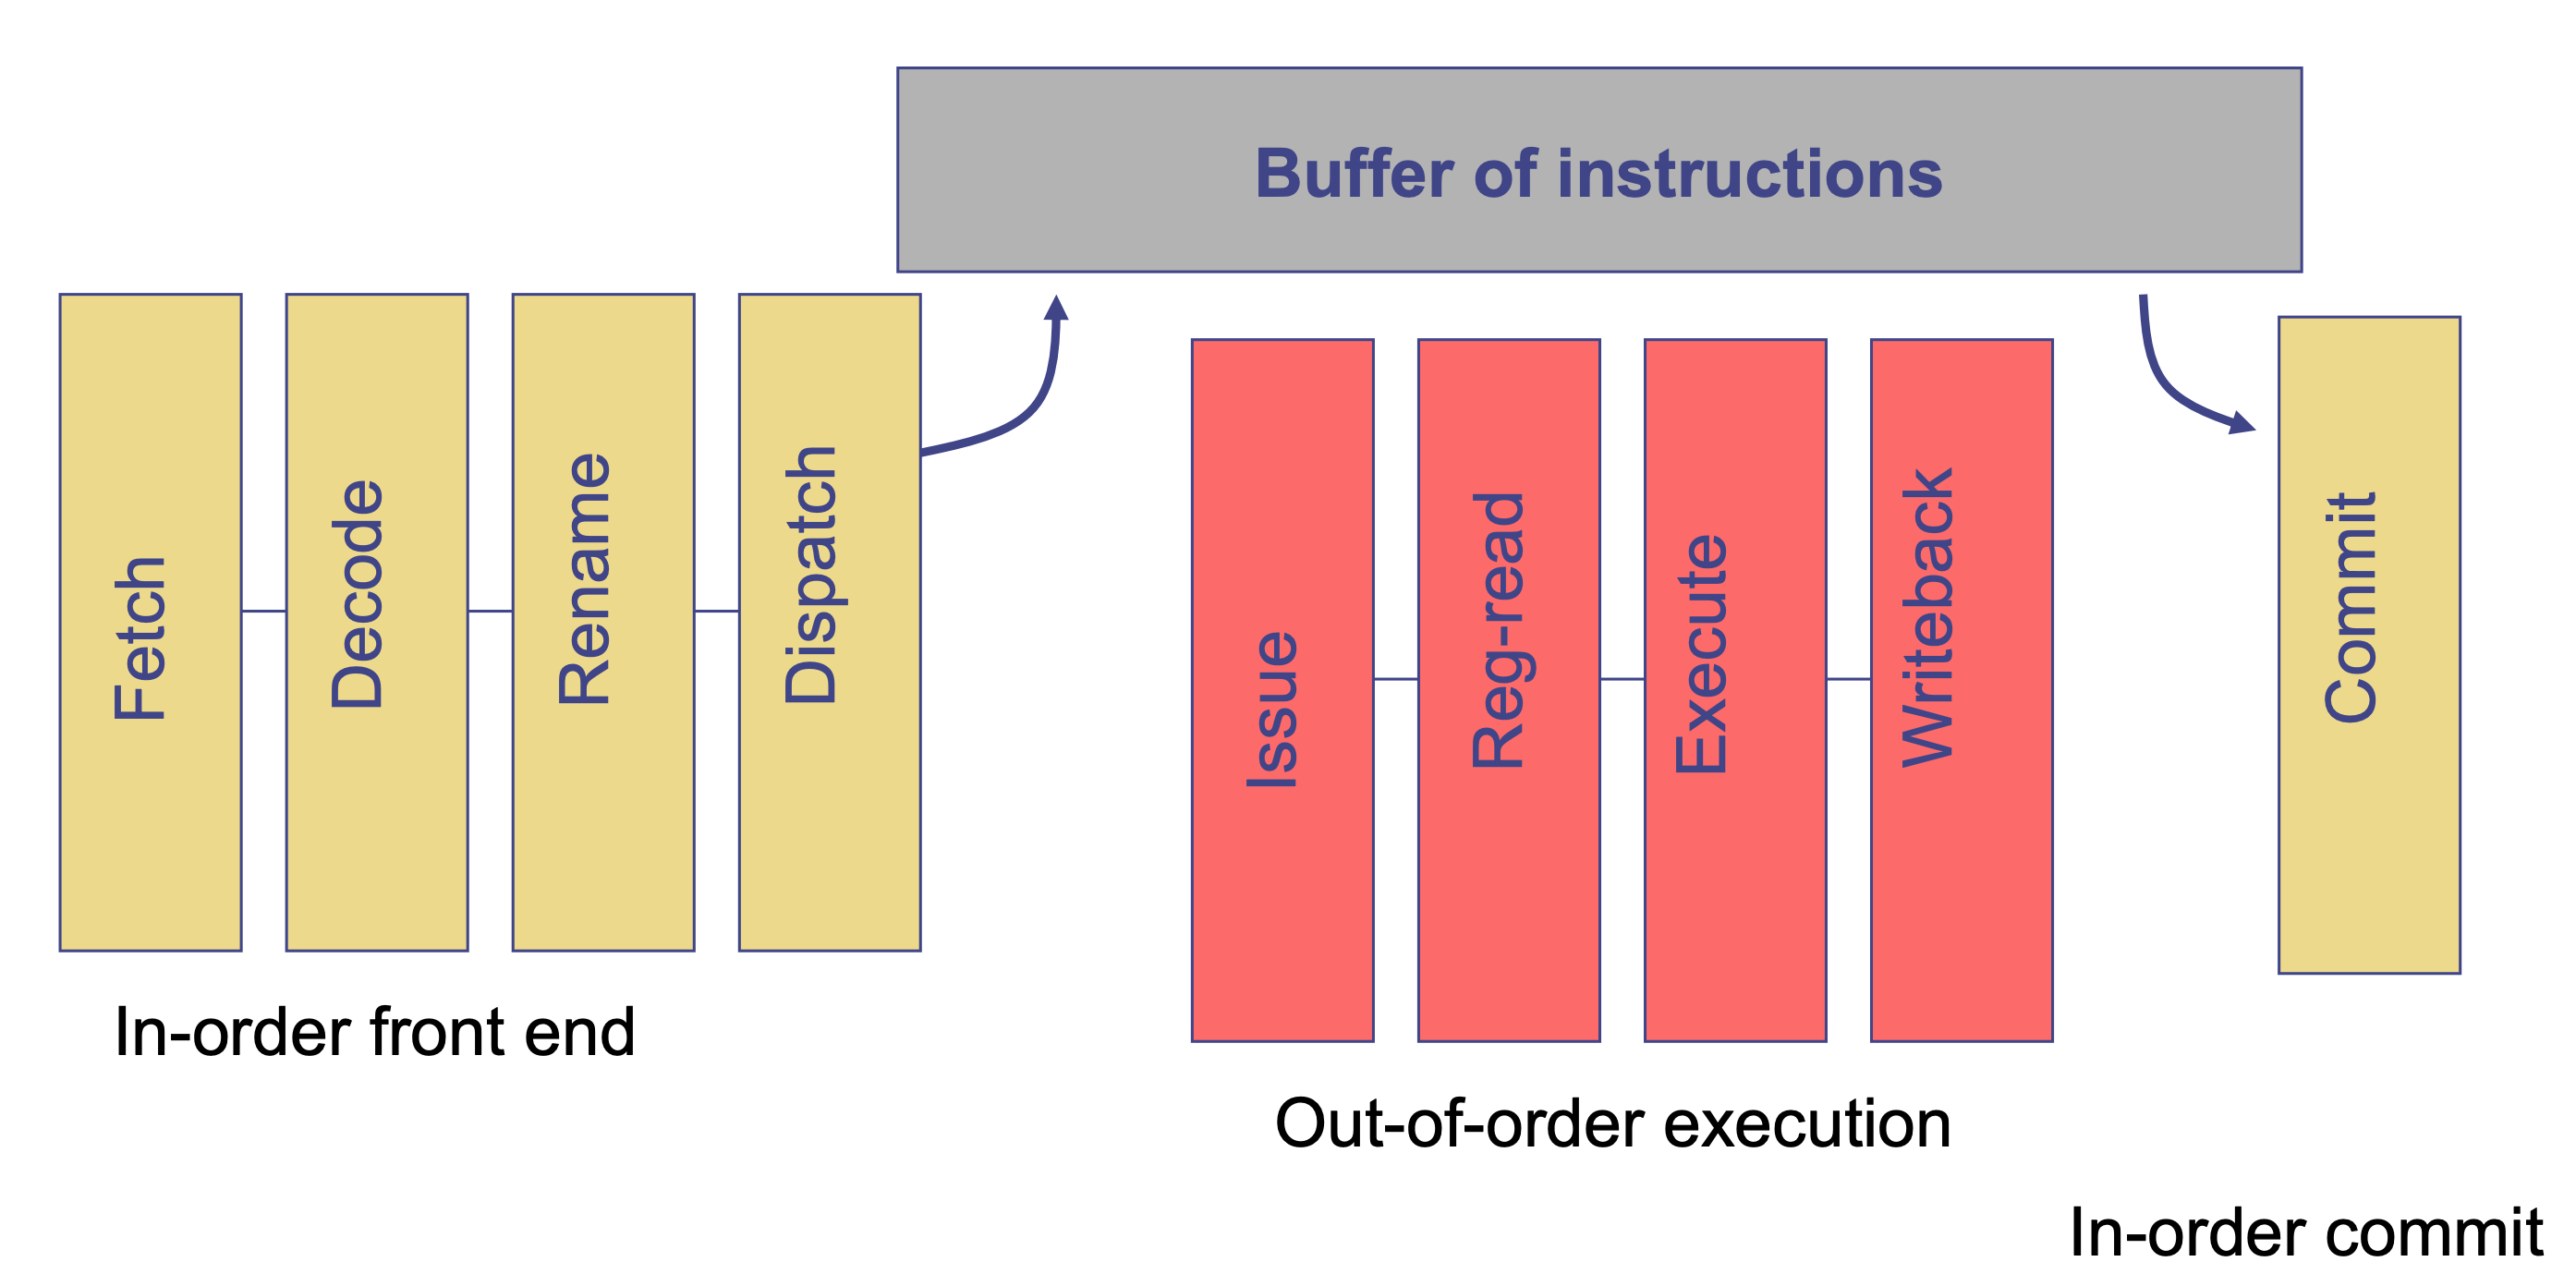 Buffer of instructions
Fetch
Decode
Rename
Dispatch
Issue
Reg-read
Execute
Writeback
Commit
In-order front end
Out-of-order execution
In-order commit